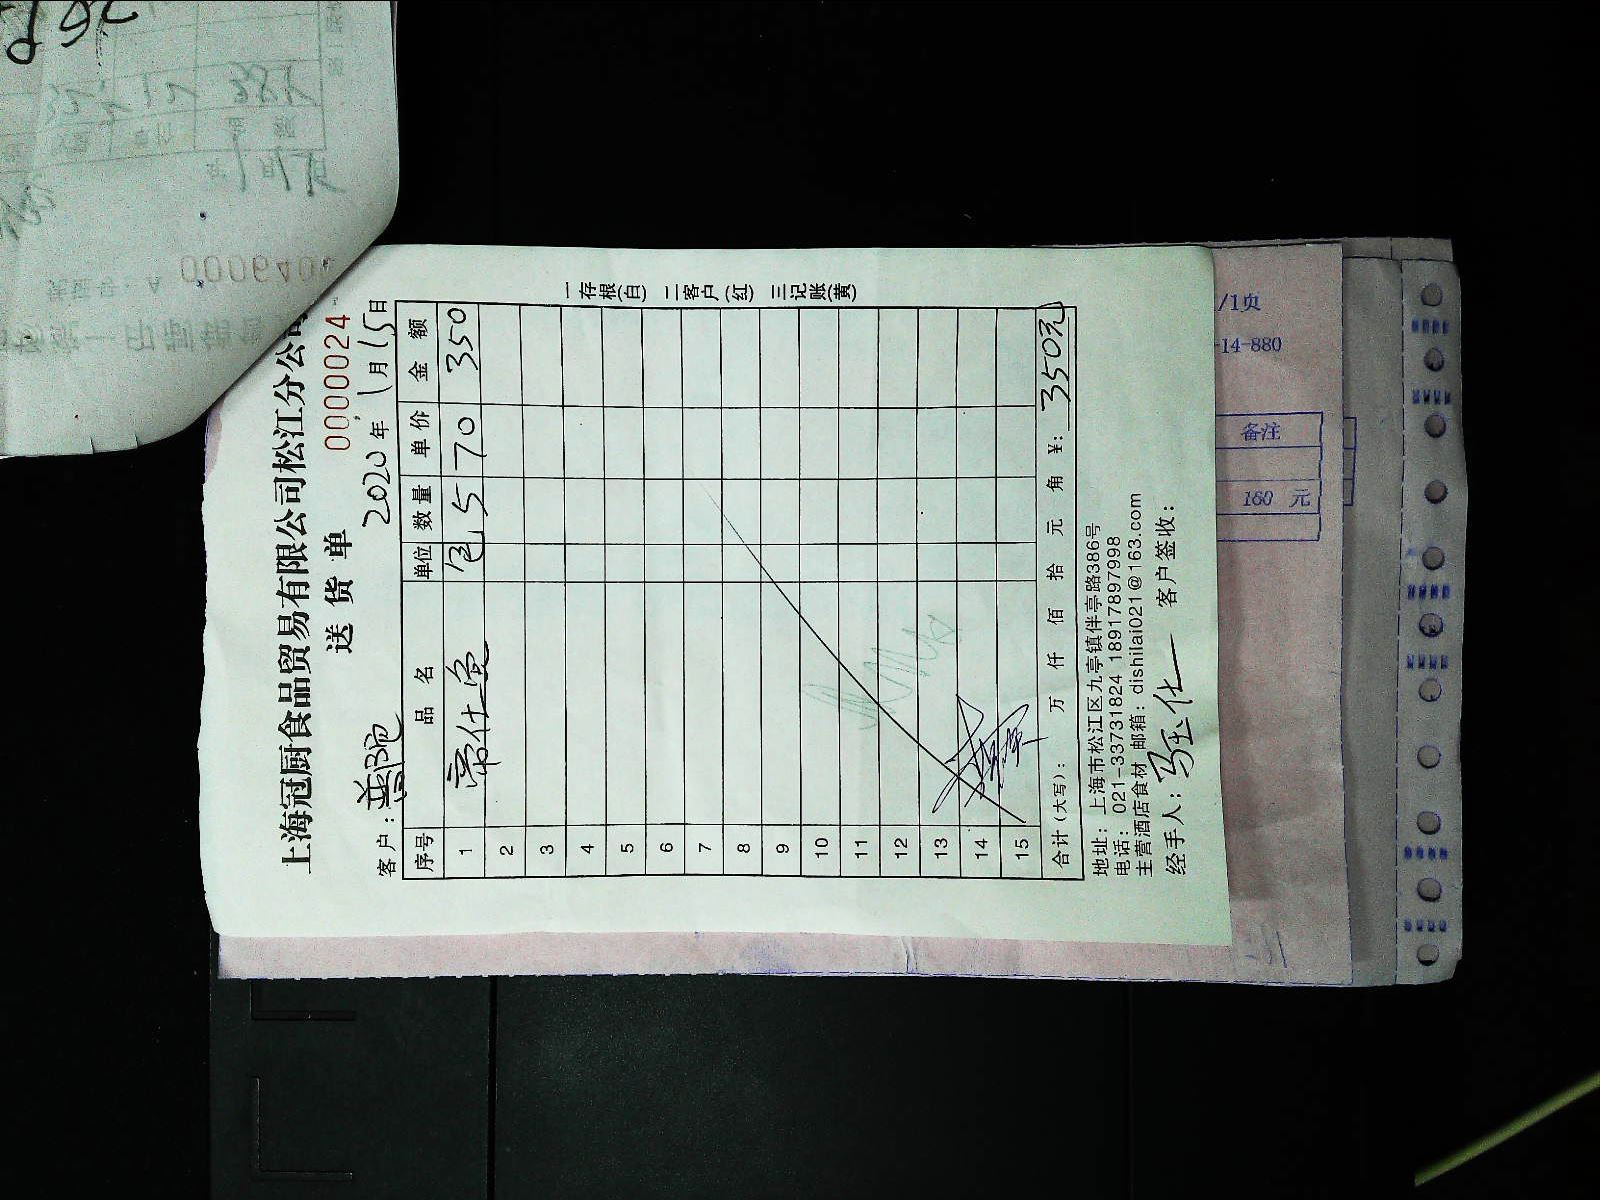 上海冠厨食品贸易有限公司松江分公司
送货单
0000024
客户: 普陀 2020年1月15日
序号 品名 单位 数量 单价 金额
1 包 5 70 350
2
3
4
5
6
7
8
9
10
11
12
13
14
15
合计(大写): 万 仟 佰 拾 元 角 ¥: 350元
一存根(白) 二客户(红) 三记账(黄)
地址: 上海市松江区九亭镇伴亭路386号
电话: 021-33731824 18917897998
主营酒店食材 邮箱: dishilai021@163.com
经手人: 客户签收:
/1页
-14-880
备注
160 元
凭证号: A 000640